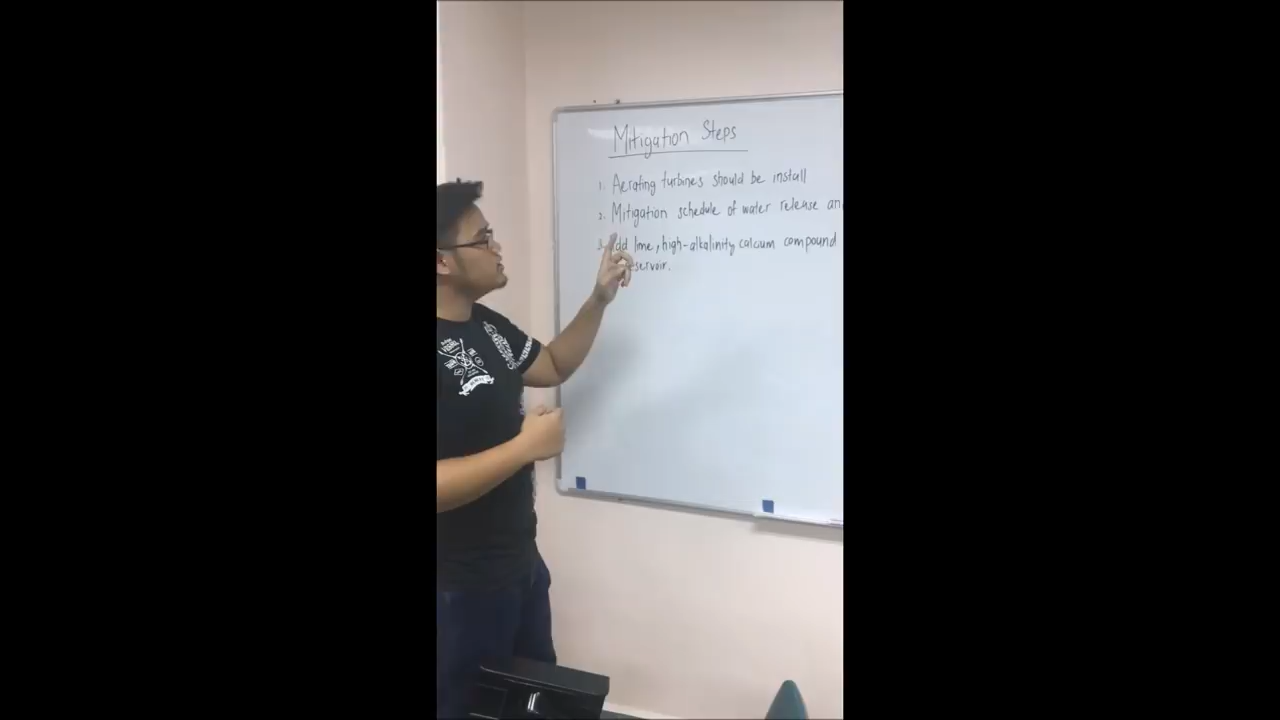 Mitigation Steps
1. Aerating turbines should be install
2. Mitigation schedule of water release an
3. Add lime, high-alkalinity calcium compound
reservoir.